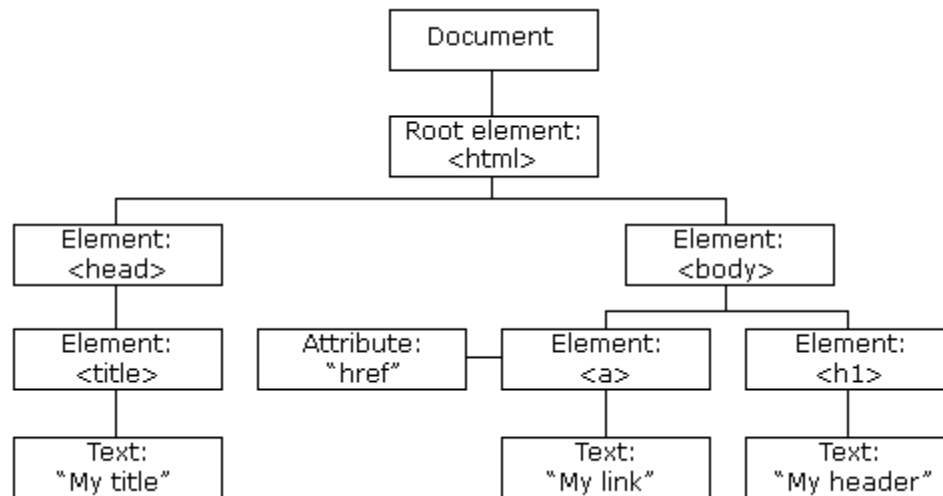 Document
Root element:
<html>
Element:
<head>
Element:
<body>
Element:
<title>
Attribute:
“href”
Element:
<a>
Element:
<h1>
Text:
“My title”
Text:
“My link”
Text:
“My header”